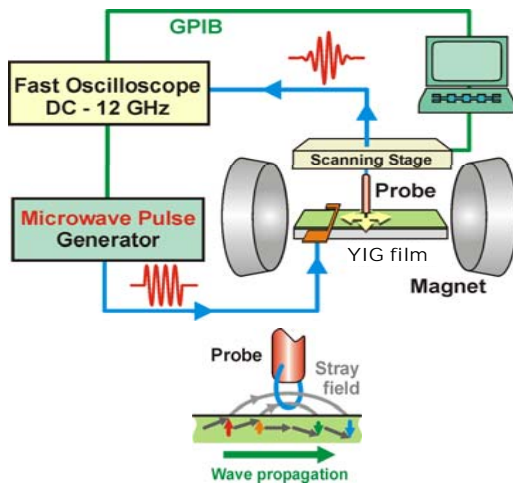 GPIB
Fast Oscilloscope
DC - 12 GHz
Scanning Stage
Probe
Microwave Pulse
Generator
YIG film
Magnet
Probe
Stray
field
Wave propagation